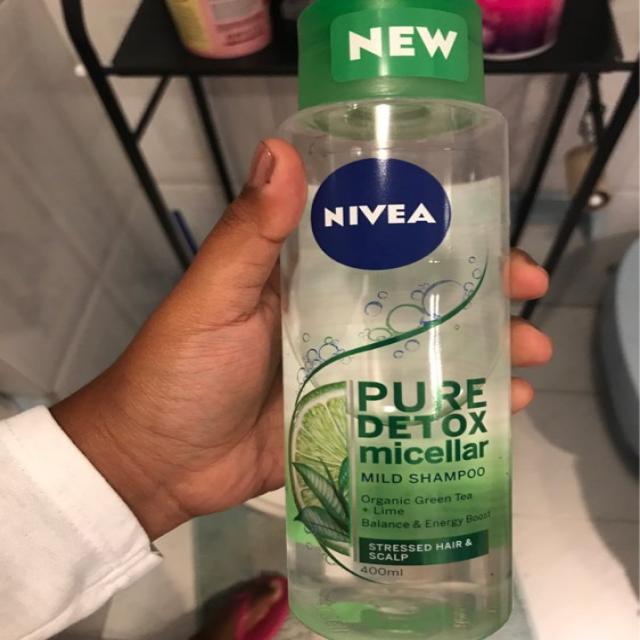 NEW
NIVEA
PURE
DETOX
micellar
MILD SHAMPOO
Organic Green Tea
+ Lime
Balance & Energy Boost
STRESSED HAIR &
SCALP
400ml